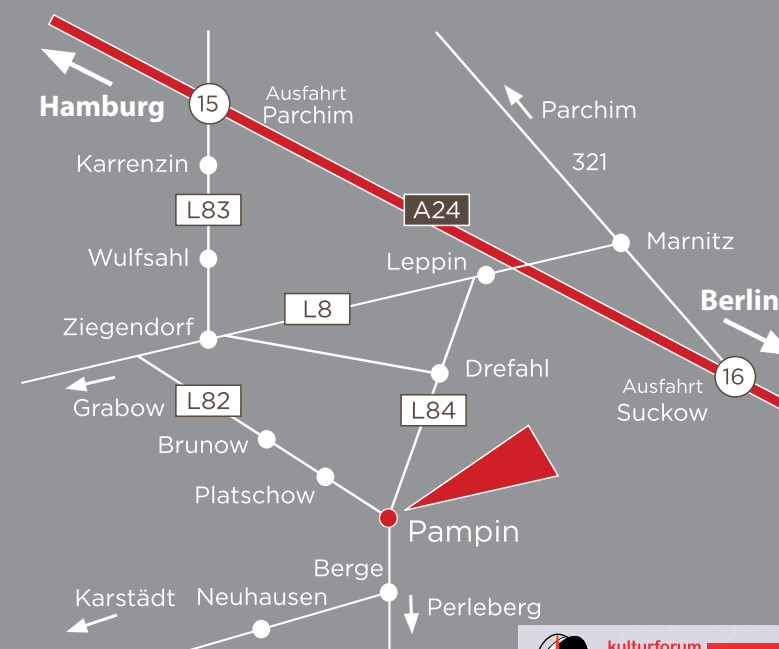 Hamburg
15
Ausfahrt
Parchim
Parchim
321
Karrenzin
L83
A24
Wulfsahl
Leppin
Marnitz
Berlin
L8
Ziegendorf
Drefahl
16
Ausfahrt
Suckow
Grabow
L82
L84
Brunow
Platschow
Pampin
Berge
Karstädt
Neuhausen
Perleberg
kulturforum